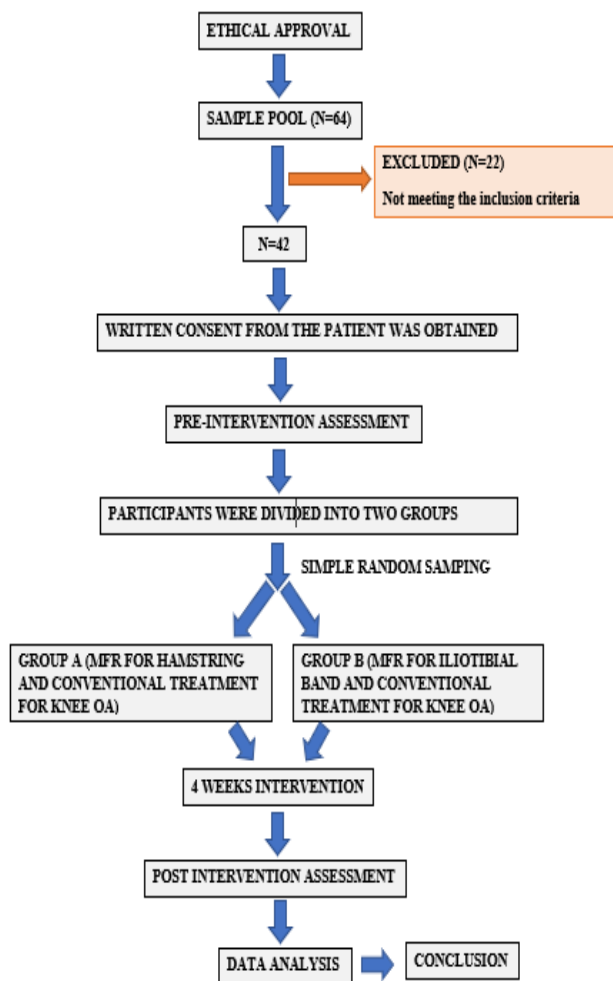 ETHICAL APPROVAL
SAMPLE POOL (N=64)
EXCLUDED (N=22)
Not meeting the inclusion criteria
N=42
WRITTEN CONSENT FROM THE PATIENT WAS OBTAINED
PRE-INTERVENTION ASSESSMENT
PARTICIPANTS WERE DIVIDED INTO TWO GROUPS
SIMPLE RANDOM SAMPING
GROUP A (MFR FOR HAMSTRING
AND CONVENTIONAL TREATMENT
FOR KNEE OA)
GROUP B (MFR FOR ILIOTIBIAL
BAND AND CONVENTIONAL
TREATMENT FOR KNEE OA)
4 WEEKS INTERVENTION
POST INTERVENTION ASSESSMENT
DATA ANALYSIS
CONCLUSION